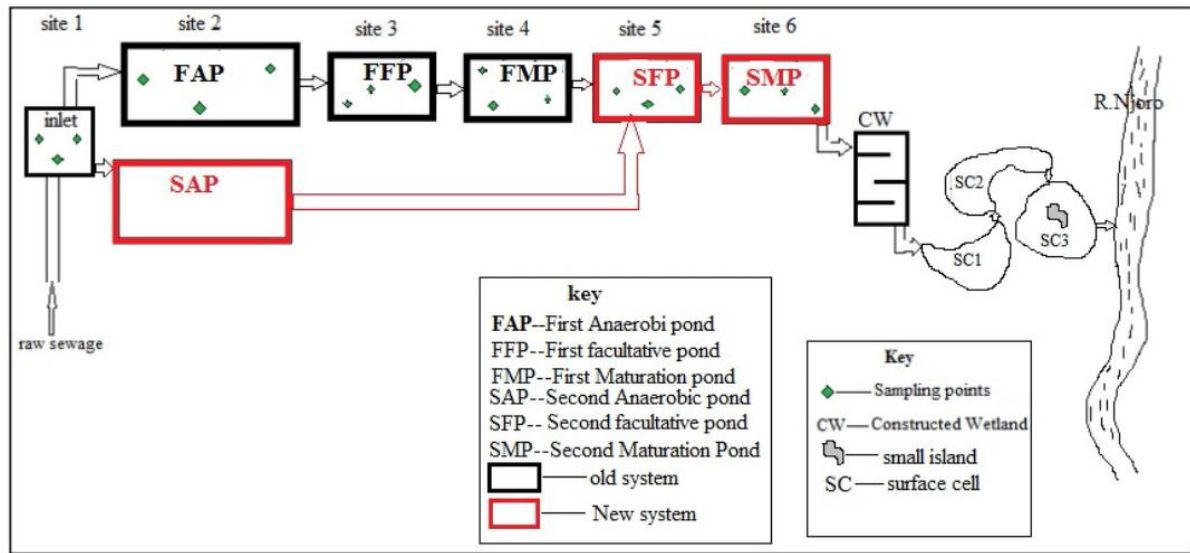 site 1
site 2
site 3
site 4
site 5
site 6
FAP
FFP
FMP
SFP
SMP
R.Njoro
inlet
CW
SAP
SC2
SC3
SC1
raw sewage
key
FAP--First Anaerobi pond
FFP--First facultative pond
FMP--First Maturation pond
SAP--Second Anaerobic pond
SFP-- Second facultative pond
SMP--Second Maturation Pond
old system
New system
Key
Sampling points
CW Constructed Wetland
small island
SC surface cell